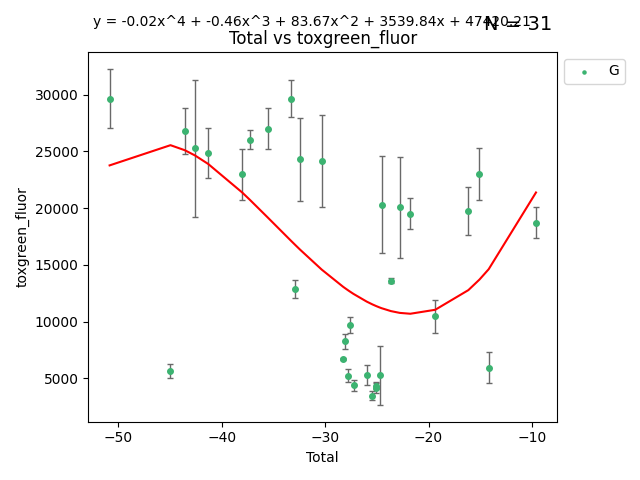 y = -0.02x^4 + -0.46x^3 + 83.67x^2 + 3539.84x + 47420.21
N = 31
Total vs toxgreen_fluor
G
toxgreen_fluor
30000
25000
20000
15000
10000
5000
−50
−40
−30
−20
−10
Total